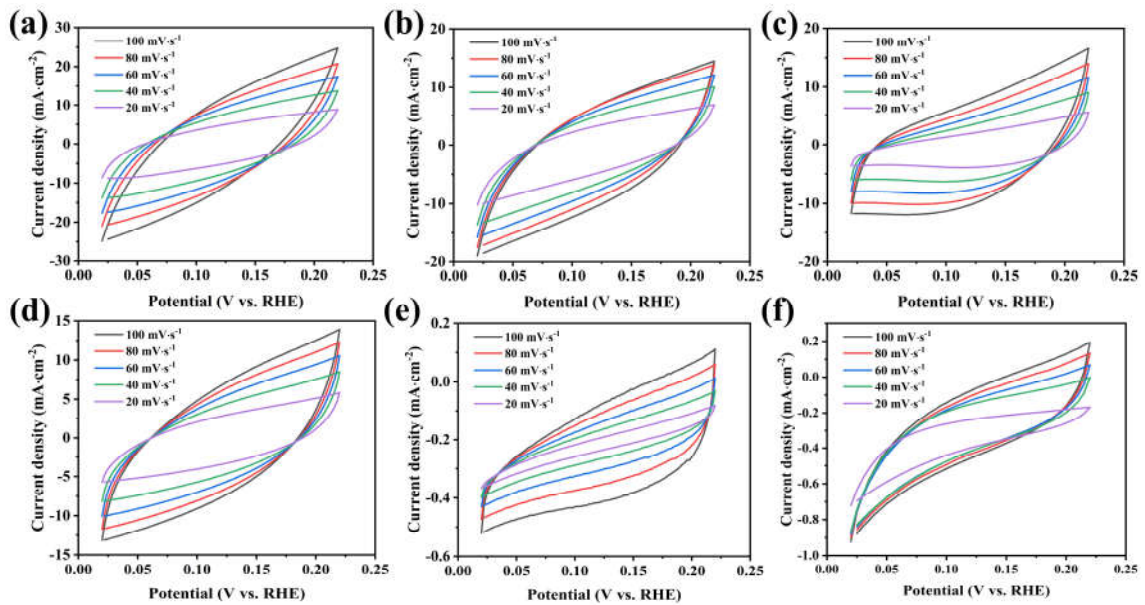 (a)
100 mV·s⁻¹
80 mV·s⁻¹
60 mV·s⁻¹
40 mV·s⁻¹
20 mV·s⁻¹
Current density (mA·cm⁻²)
30
20
10
0
-10
-20
-30
0.00 0.05 0.10 0.15 0.20 0.25
Potential (V vs. RHE)
(b)
100 mV·s⁻¹
80 mV·s⁻¹
60 mV·s⁻¹
40 mV·s⁻¹
20 mV·s⁻¹
Current density (mA·cm⁻²)
20
10
0
-10
-20
0.00 0.05 0.10 0.15 0.20 0.25
Potential (V vs. RHE)
(c)
100 mV·s⁻¹
80 mV·s⁻¹
60 mV·s⁻¹
40 mV·s⁻¹
20 mV·s⁻¹
Current density (mA·cm⁻²)
20
15
10
5
0
-5
-10
-15
-20
0.00 0.05 0.10 0.15 0.20 0.25
Potential (V vs. RHE)
(d)
100 mV·s⁻¹
80 mV·s⁻¹
60 mV·s⁻¹
40 mV·s⁻¹
20 mV·s⁻¹
Current density (mA·cm⁻²)
15
10
5
0
-5
-10
-15
0.00 0.05 0.10 0.15 0.20 0.25
Potential (V vs. RHE)
(e)
100 mV·s⁻¹
80 mV·s⁻¹
60 mV·s⁻¹
40 mV·s⁻¹
20 mV·s⁻¹
Current density (mA·cm⁻²)
0.2
0.0
-0.2
-0.4
-0.6
0.00 0.05 0.10 0.15 0.20 0.25
Potential (V vs. RHE)
(f)
100 mV·s⁻¹
80 mV·s⁻¹
60 mV·s⁻¹
40 mV·s⁻¹
20 mV·s⁻¹
Current density (mA·cm⁻²)
0.2
0.0
-0.2
-0.4
-0.6
-0.8
-1.0
0.00 0.05 0.10 0.15 0.20 0.25
Potential (V vs. RHE)